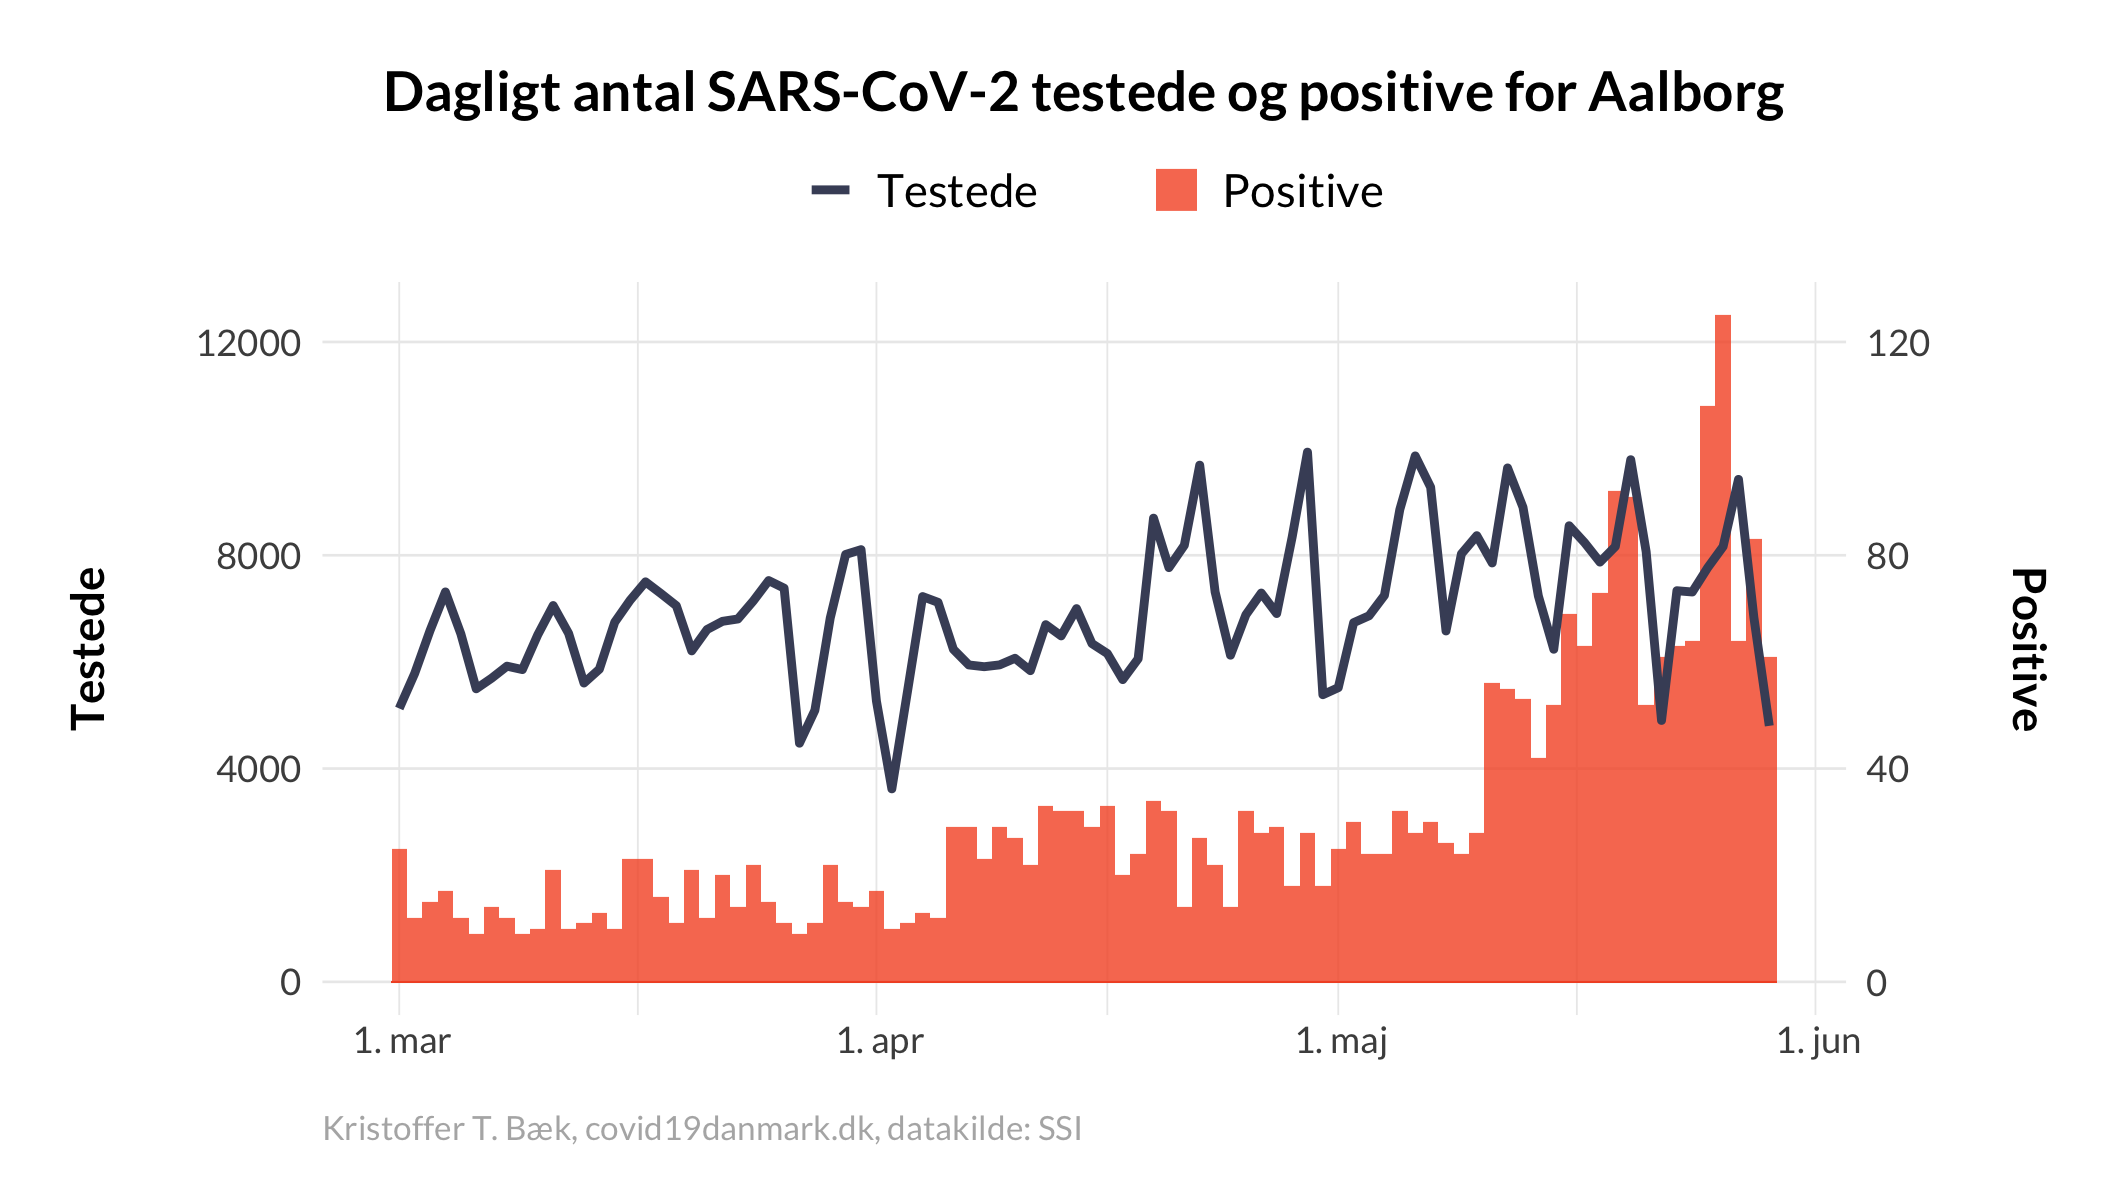 Dagligt antal SARS-CoV-2 testede og positive for Aalborg
Testede Positive
12000 120
8000 80
4000 40
0 0
Testede
Positive
1. mar 1. apr 1. maj 1. jun
Kristoffer T. Bæk, covid19danmark.dk, datakilde: SSI